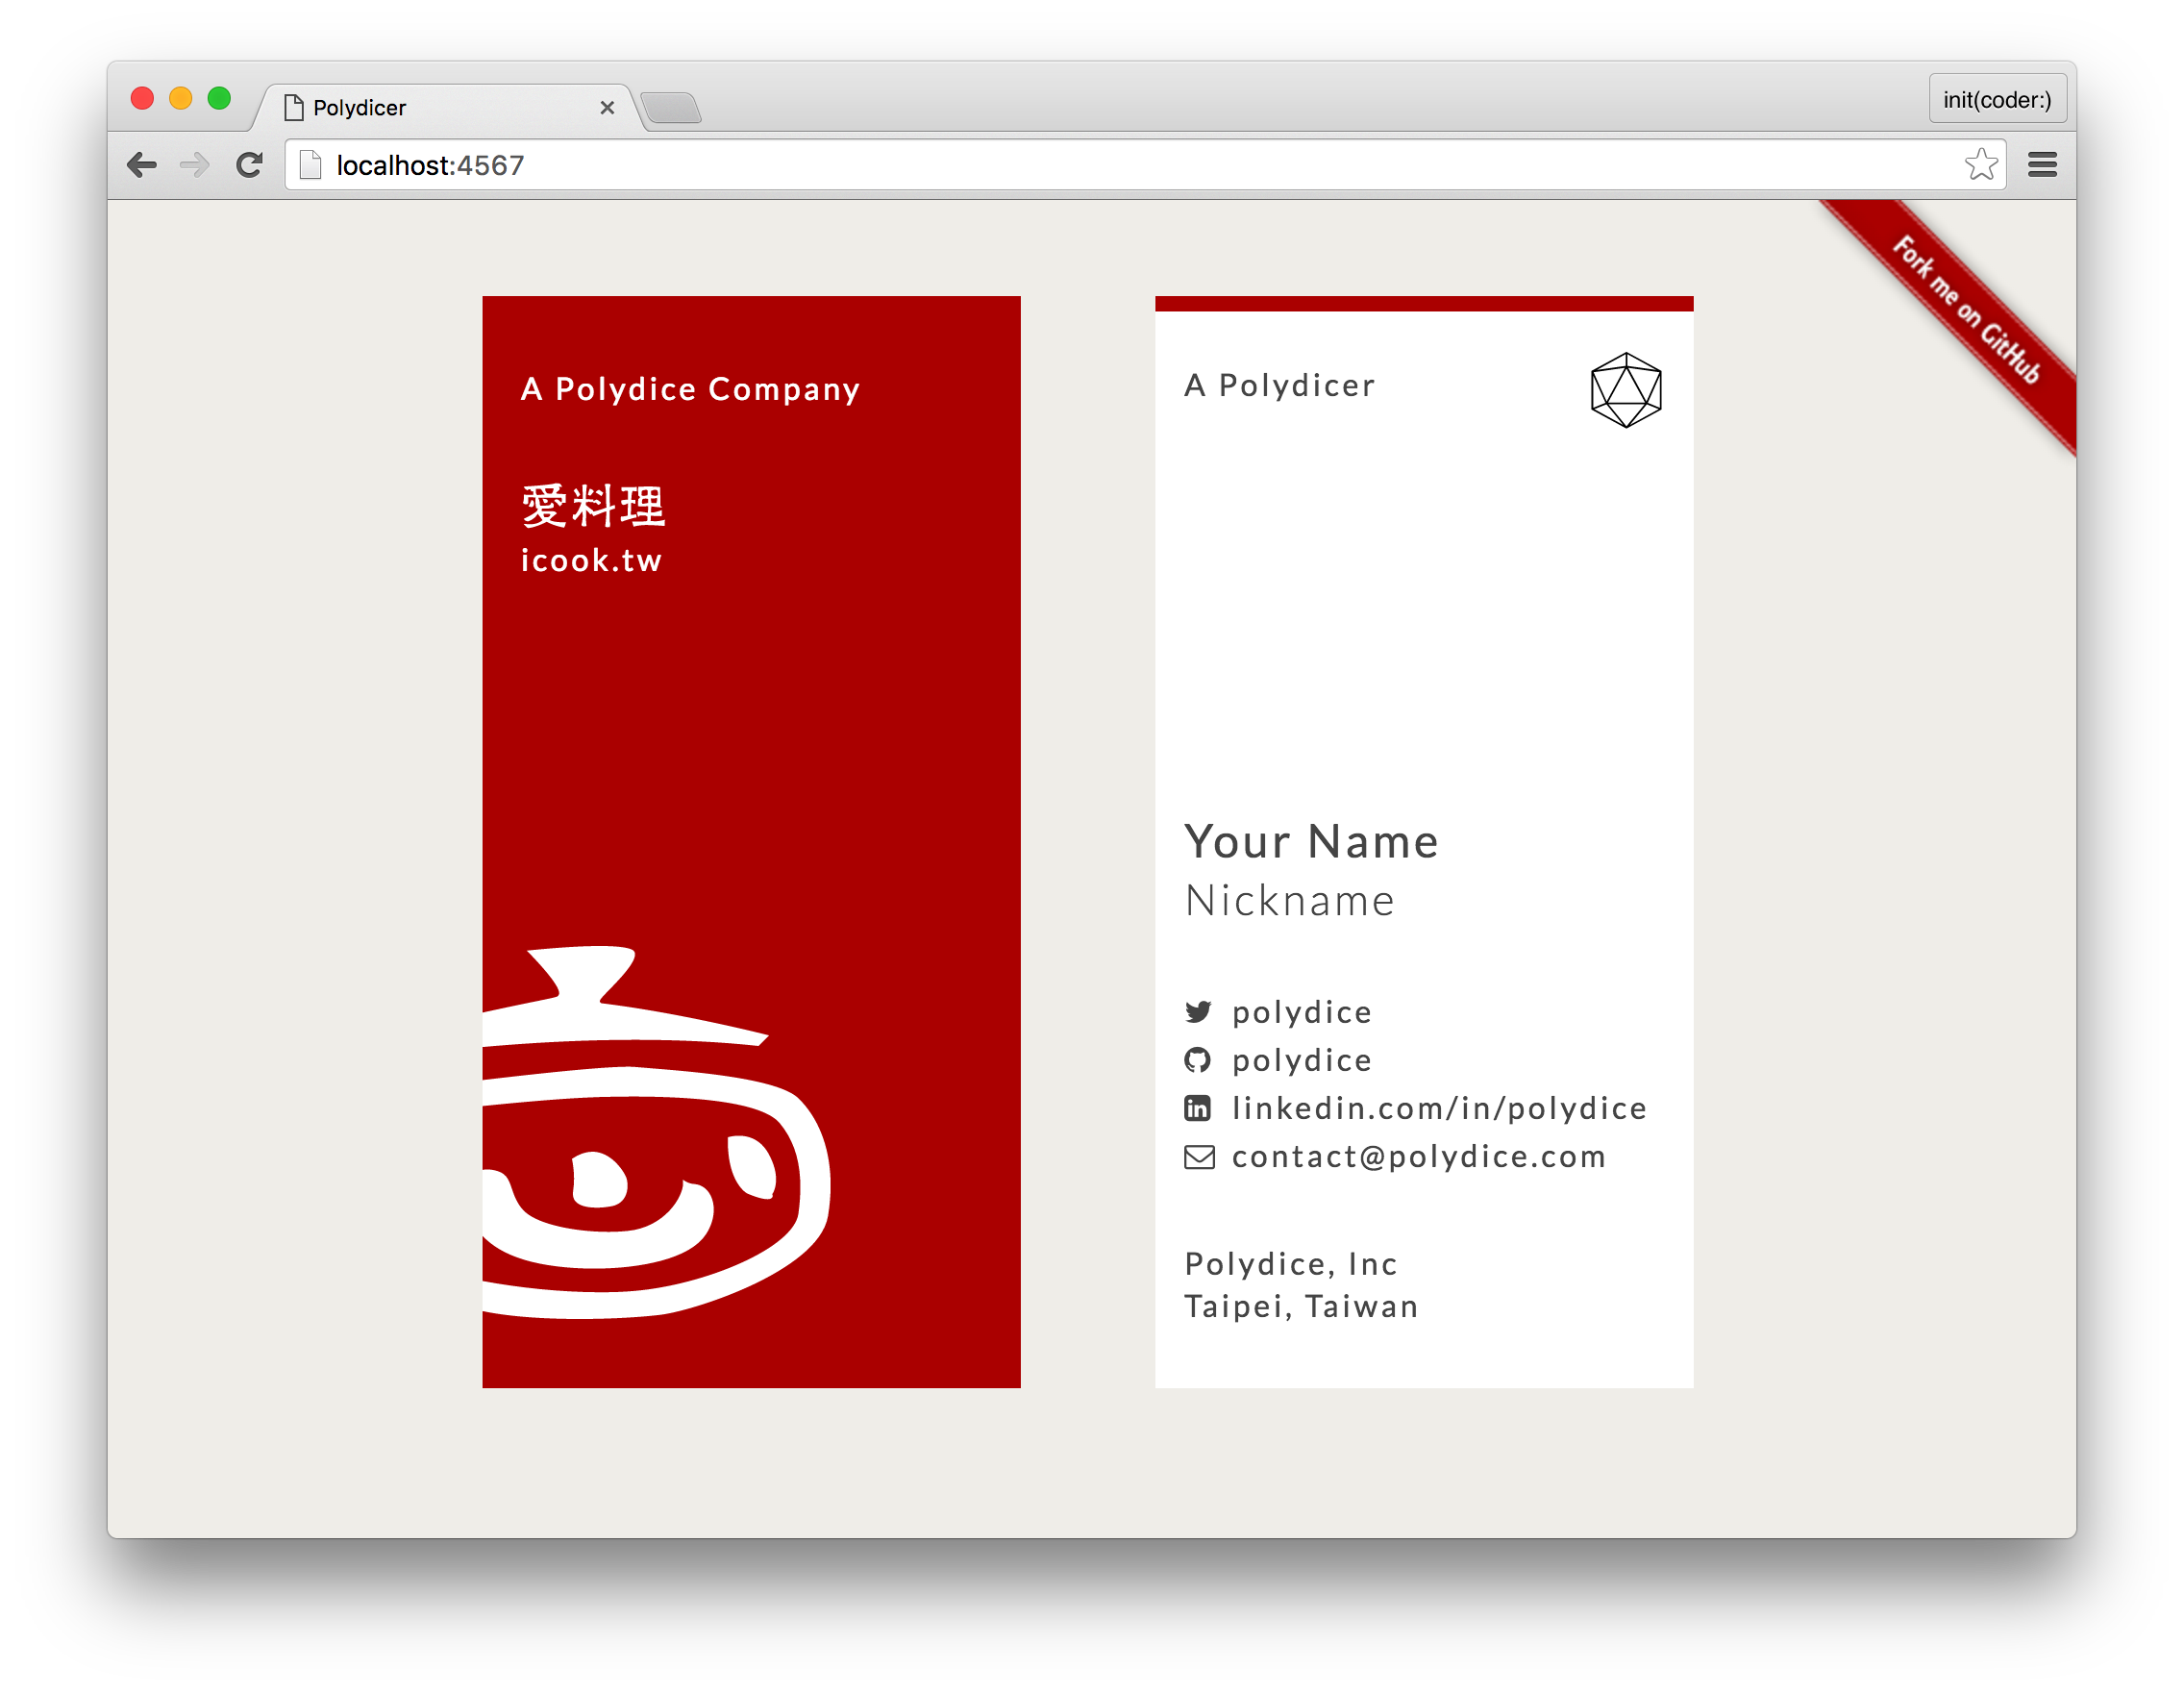 Polydicer
init(coder:)
localhost:4567
Fork me on GitHub
A Polydice Company
愛料理
icook.tw
A Polydicer
Your Name
Nickname
polydice
polydice
linkedin.com/in/polydice
contact@polydice.com
Polydice, Inc
Taipei, Taiwan